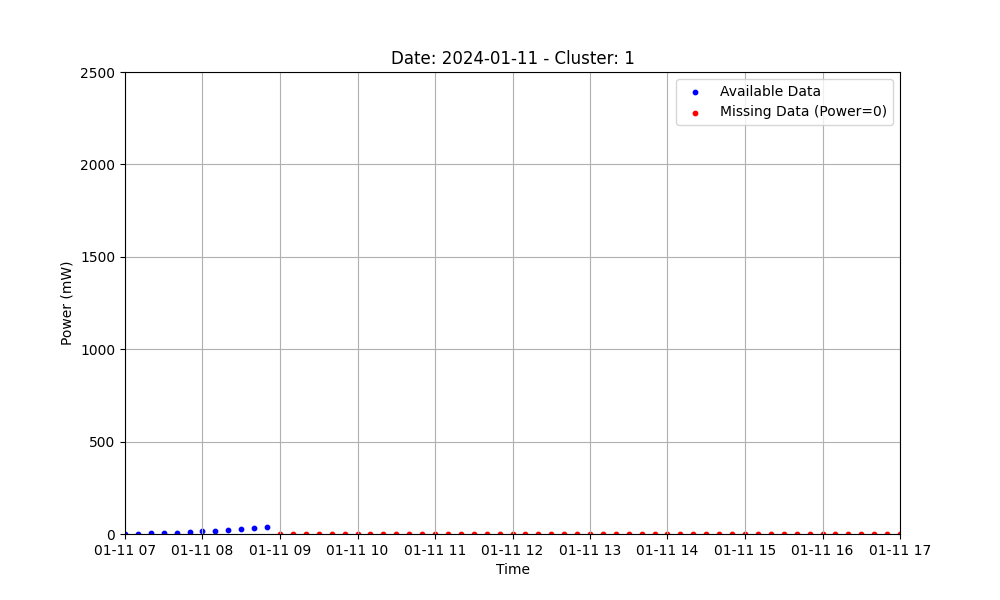 Date: 2024-01-11 - Cluster: 1
2500
Available Data
Missing Data (Power=0)
2000
1500
Power (mW)
1000
500
0
01-11 07 01-11 08 01-11 09 01-11 10 01-11 11 01-11 12 01-11 13 01-11 14 01-11 15 01-11 16 01-11 17
Time